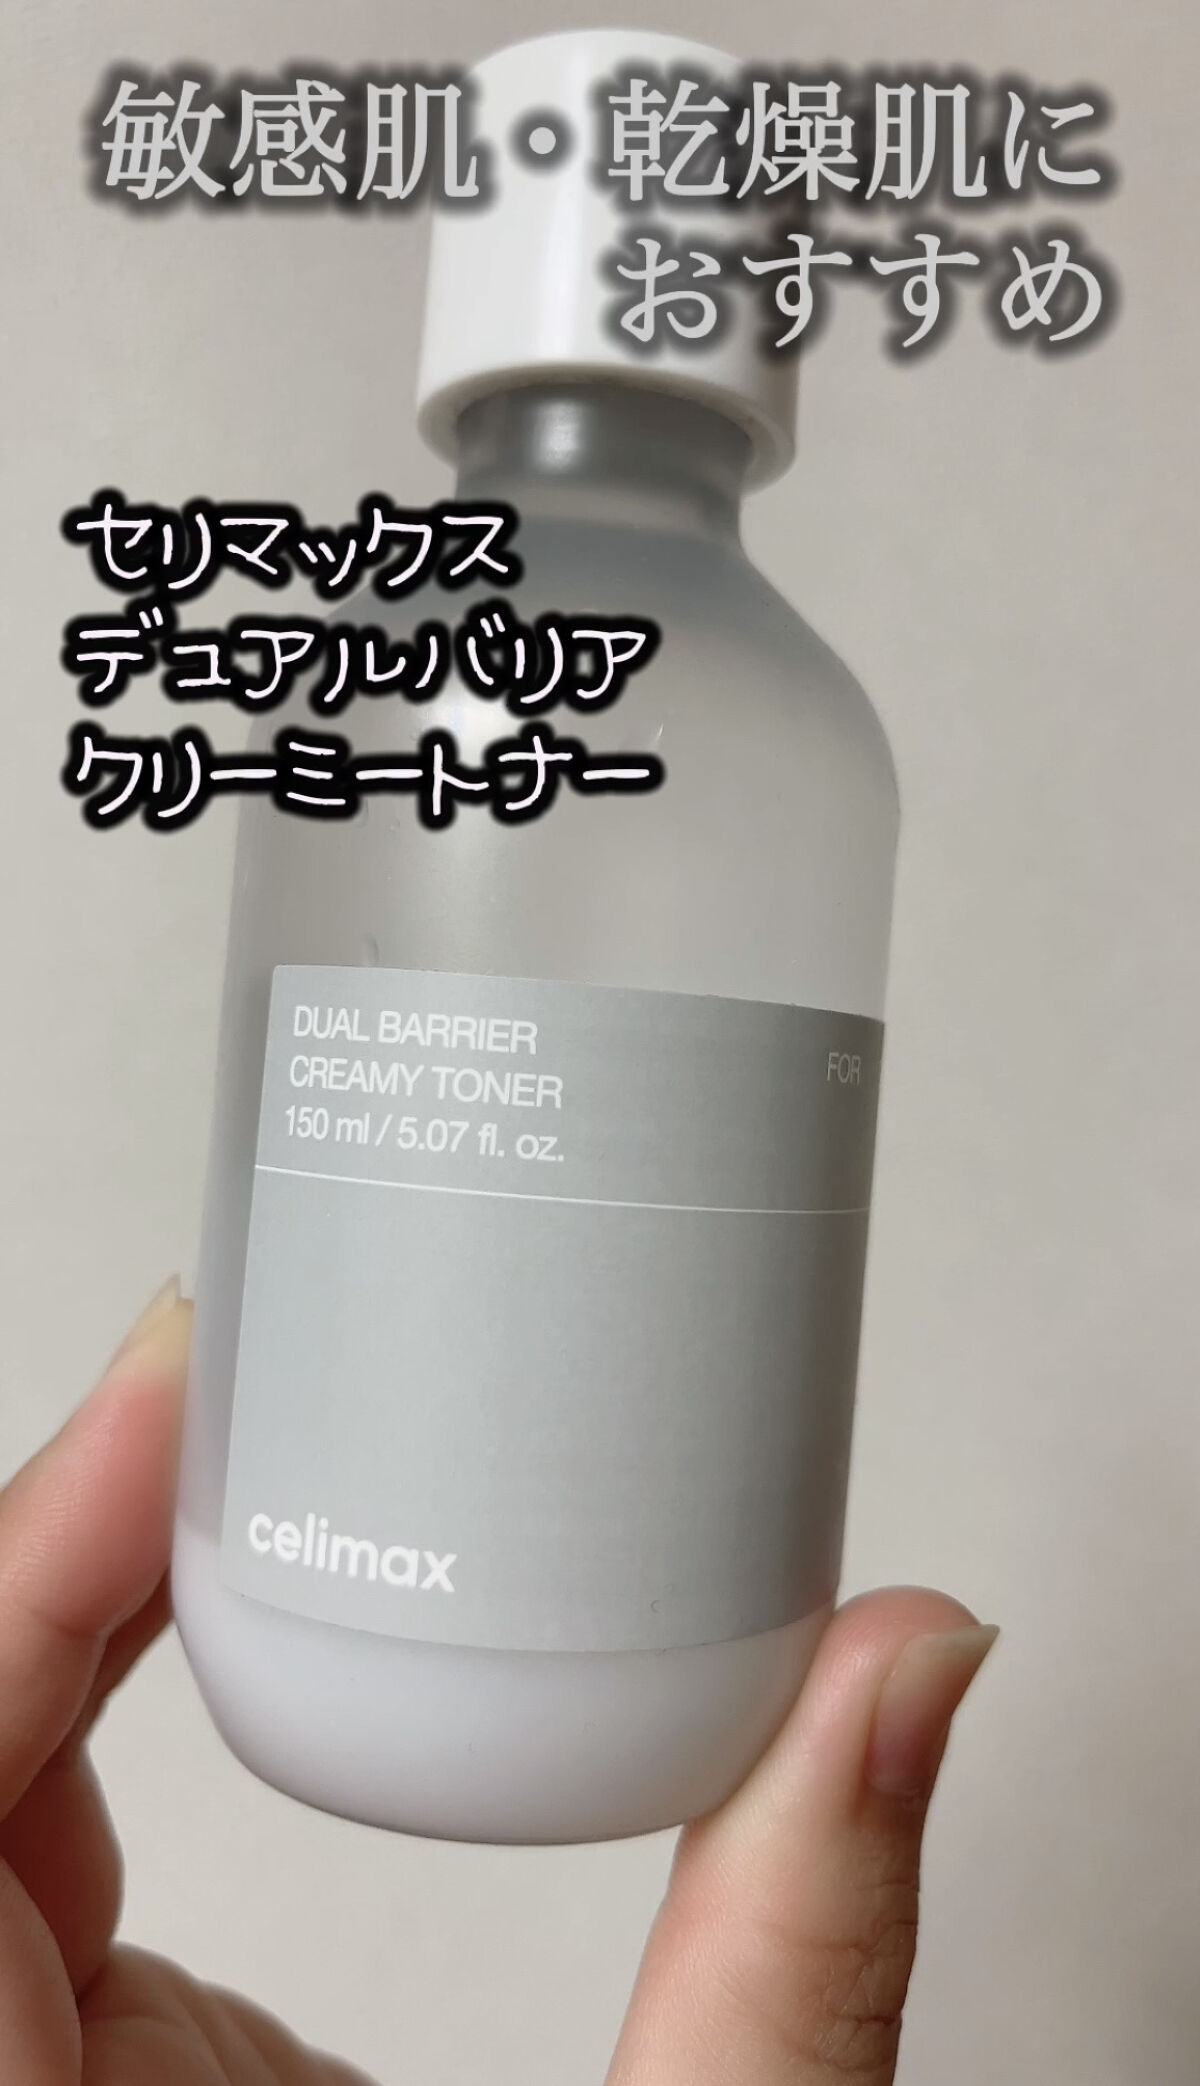 敏感肌・乾燥肌に
おすすめ
セリマックス
デュアルバリア
クリーミートナー
DUAL BARRIER
CREAMY TONER
150 ml / 5.07 fl. oz.
FOR
celimax